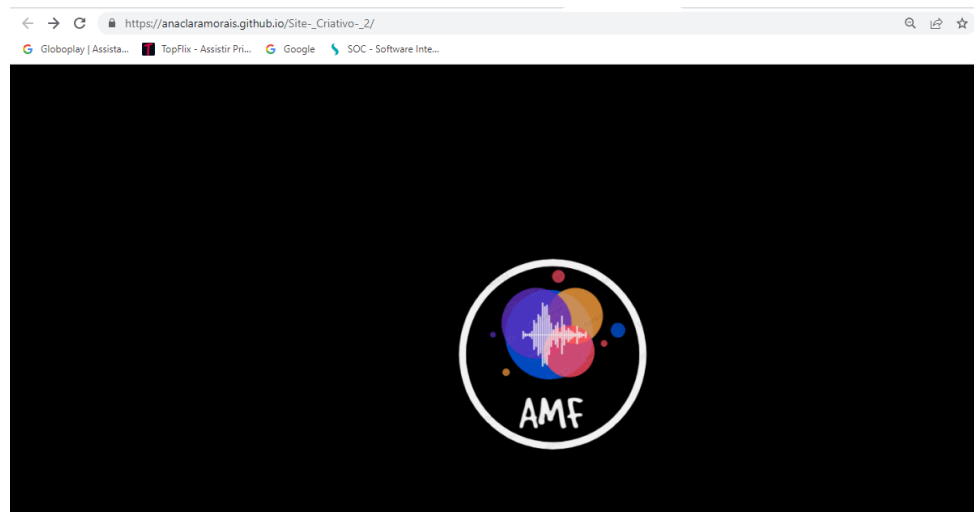 https://anaclaramorais.github.io/Site-_Criativo-_2/
Globoplay | Assista... TopFlix - Assistir Pri... Google SOC - Software Inte...
AMF